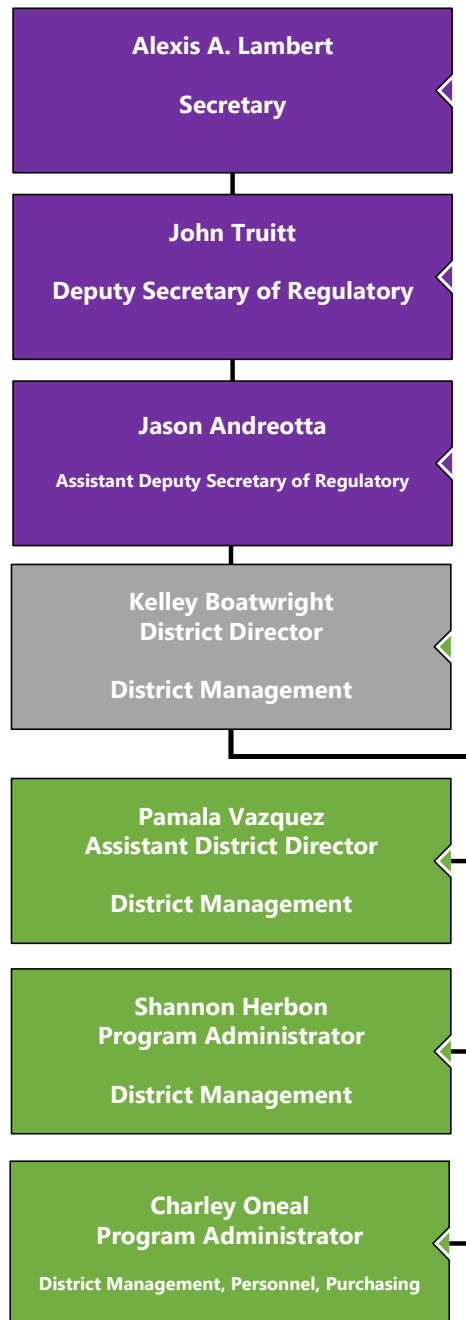 Alexis A. Lambert
Secretary
John Truitt
Deputy Secretary of Regulatory
Jason Andreotta
Assistant Deputy Secretary of Regulatory
Kelley Boatwright
District Director
District Management
Pamala Vazquez
Assistant District Director
District Management
Shannon Herbon
Program Administrator
District Management
Charley Oneal
Program Administrator
District Management, Personnel, Purchasing